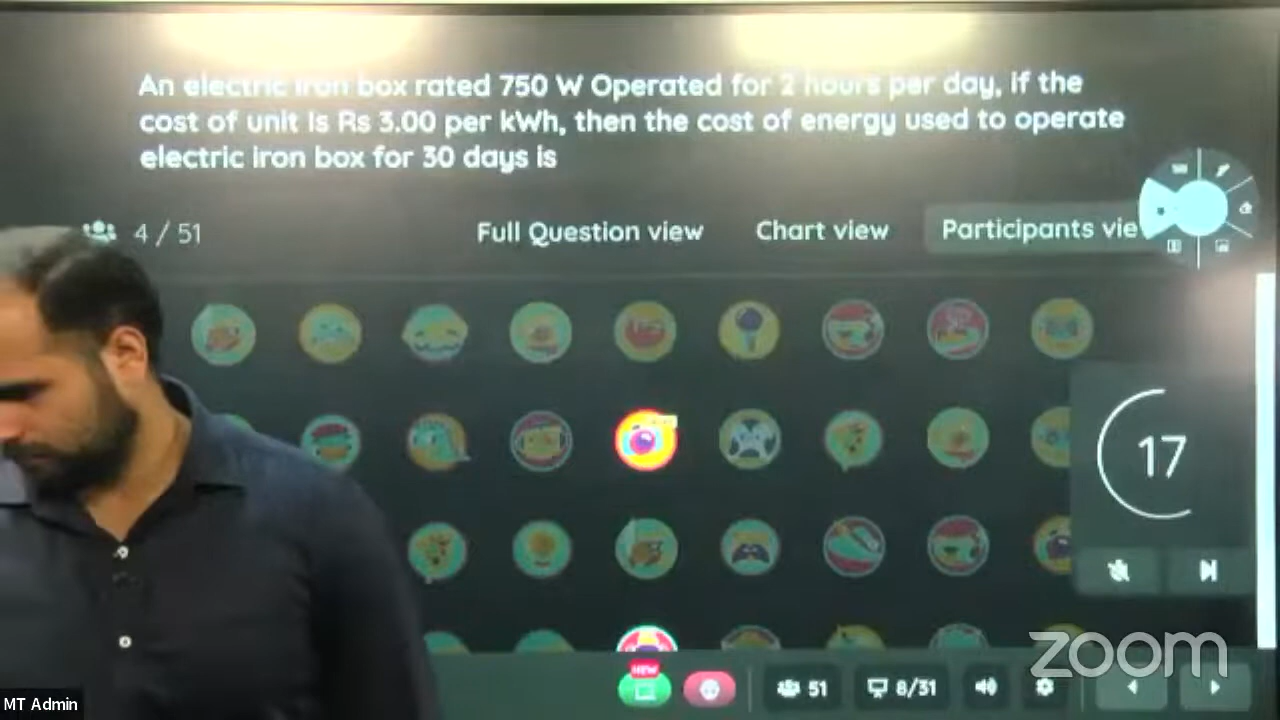 An electric iron box rated 750 W Operated for 2 hours per day, if the
cost of unit is Rs 3.00 per kWh, then the cost of energy used to operate
electric iron box for 30 days is
4 / 51
Full Question view
Chart view
Participants vie
17
NEW
51
8/31
zoom
MT Admin